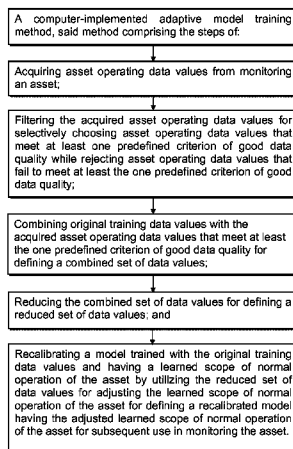 A computer-implemented adaptive model training
method, said method comprising the steps of:
Acquiring asset operating data values from monitoring
an asset;
Filtering the acquired asset operating data values for
selectively choosing asset operating data values that
meet at least one predefined criterion of good data
quality while rejecting asset operating data values that
fail to meet at least the one predefined criterion of good
data quality;
Combining original training data values with the
acquired asset operating data values that meet at least
the one predefined criterion of good data quality for
defining a combined set of data values;
Reducing the combined set of data values for defining a
reduced set of data values; and
Recalibrating a model trained with the original training
data values and having a learned scope of normal
operation of the asset by utilizing the reduced set of
data values for adjusting the learned scope of normal
operation of the asset for defining a recalibrated model
having the adjusted learned scope of normal operation
of the asset for subsequent use in monitoring the asset.